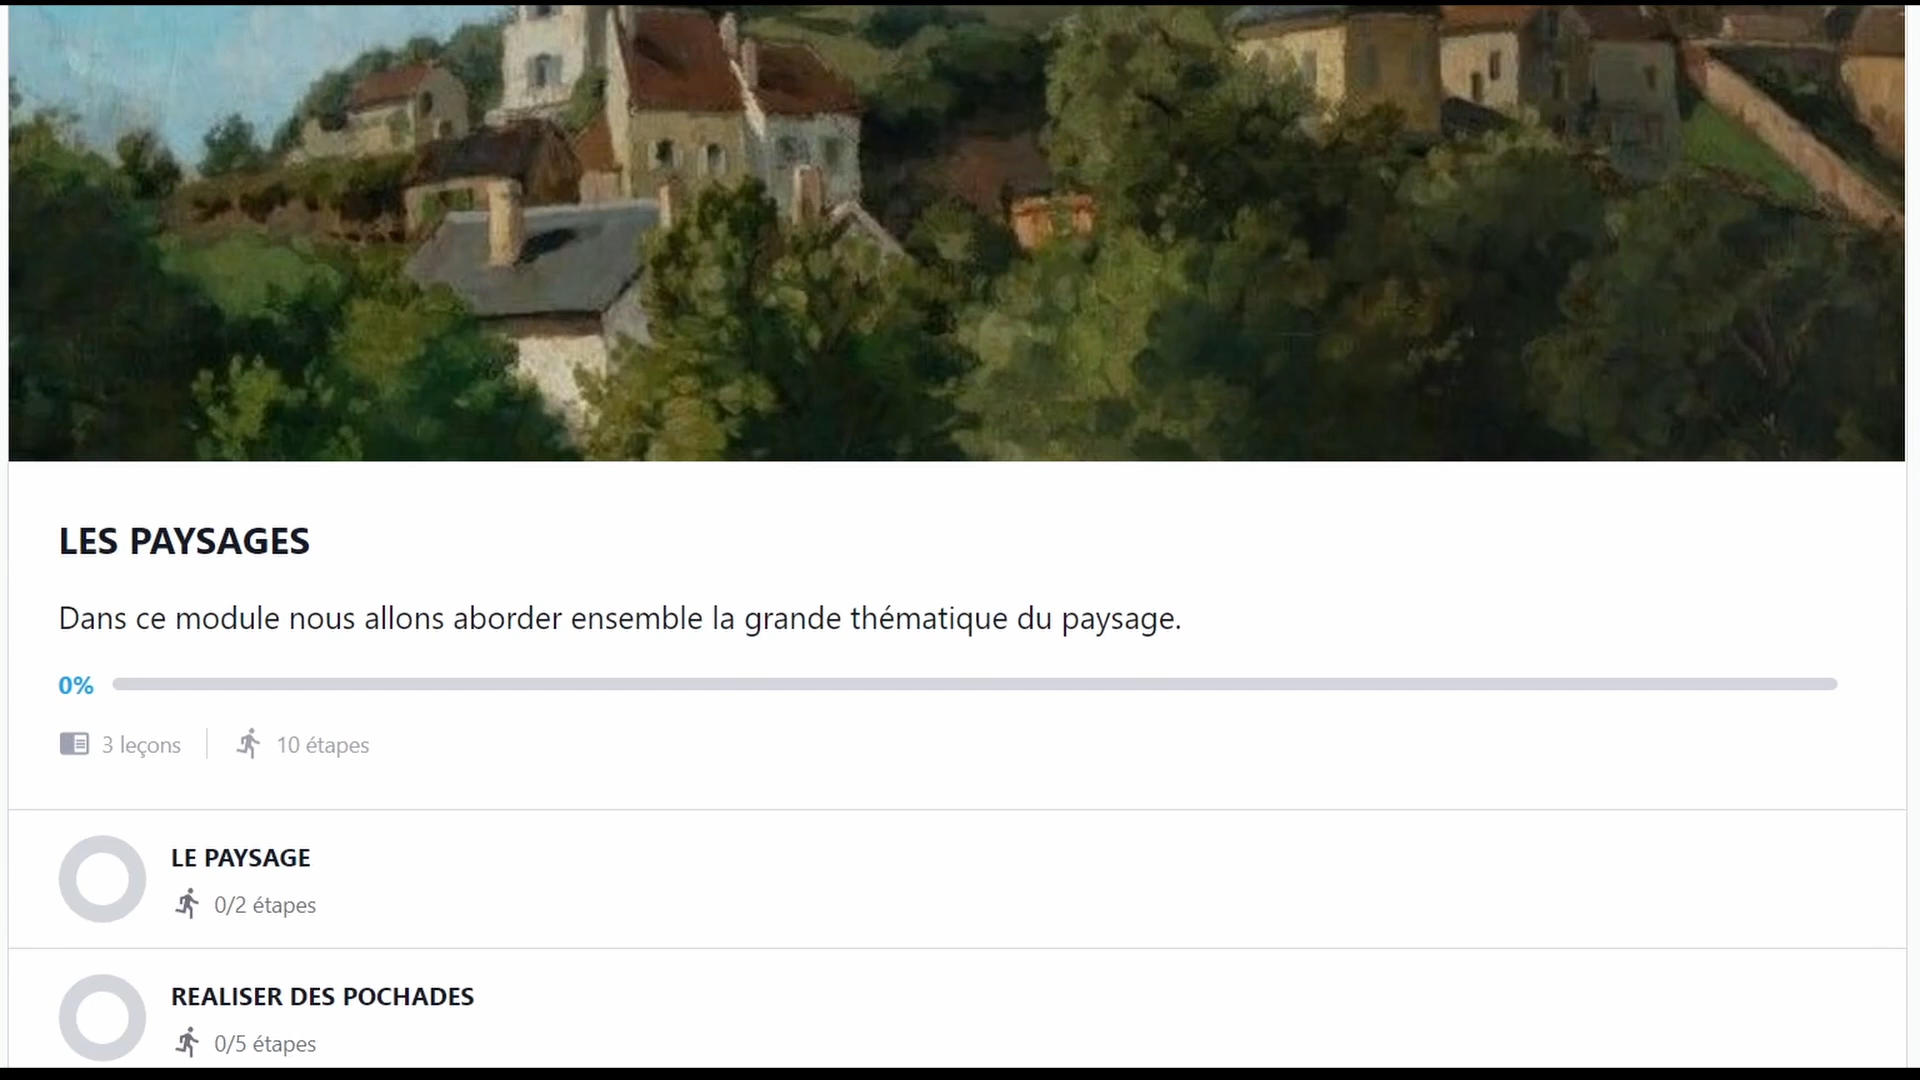 LES PAYSAGES
Dans ce module nous allons aborder ensemble la grande thématique du paysage.
0%
3 leçons
10 étapes
LE PAYSAGE
0/2 étapes
REALISER DES POCHADES
0/5 étapes